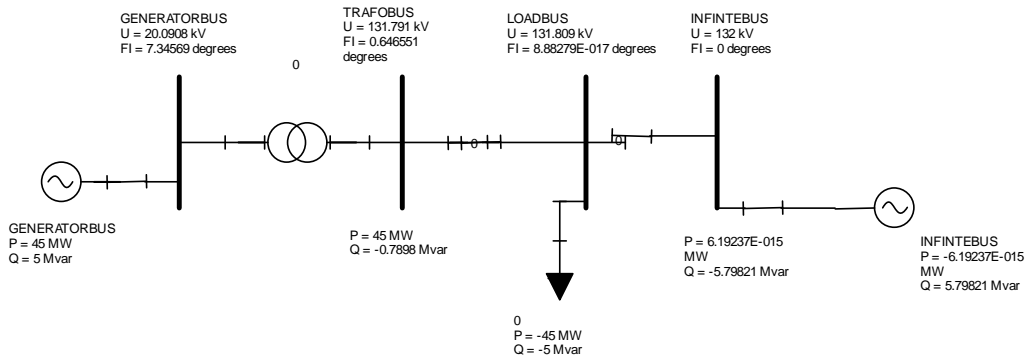 GENERATORBUS
U = 20.0908 kV
FI = 7.34569 degrees
0
TRAFOBUS
U = 131.791 kV
FI = 0.646551
degrees
LOADBUS
U = 131.809 kV
FI = 8.88279E-017 degrees
INFINTEBUS
U = 132 kV
FI = 0 degrees
0
0
GENERATORBUS
P = 45 MW
Q = 5 Mvar
P = 45 MW
Q = -0.7898 Mvar
0
P = -45 MW
Q = -5 Mvar
P = 6.19237E-015
MW
Q = -5.79821 Mvar
INFINTEBUS
P = -6.19237E-015
MW
Q = 5.79821 Mvar